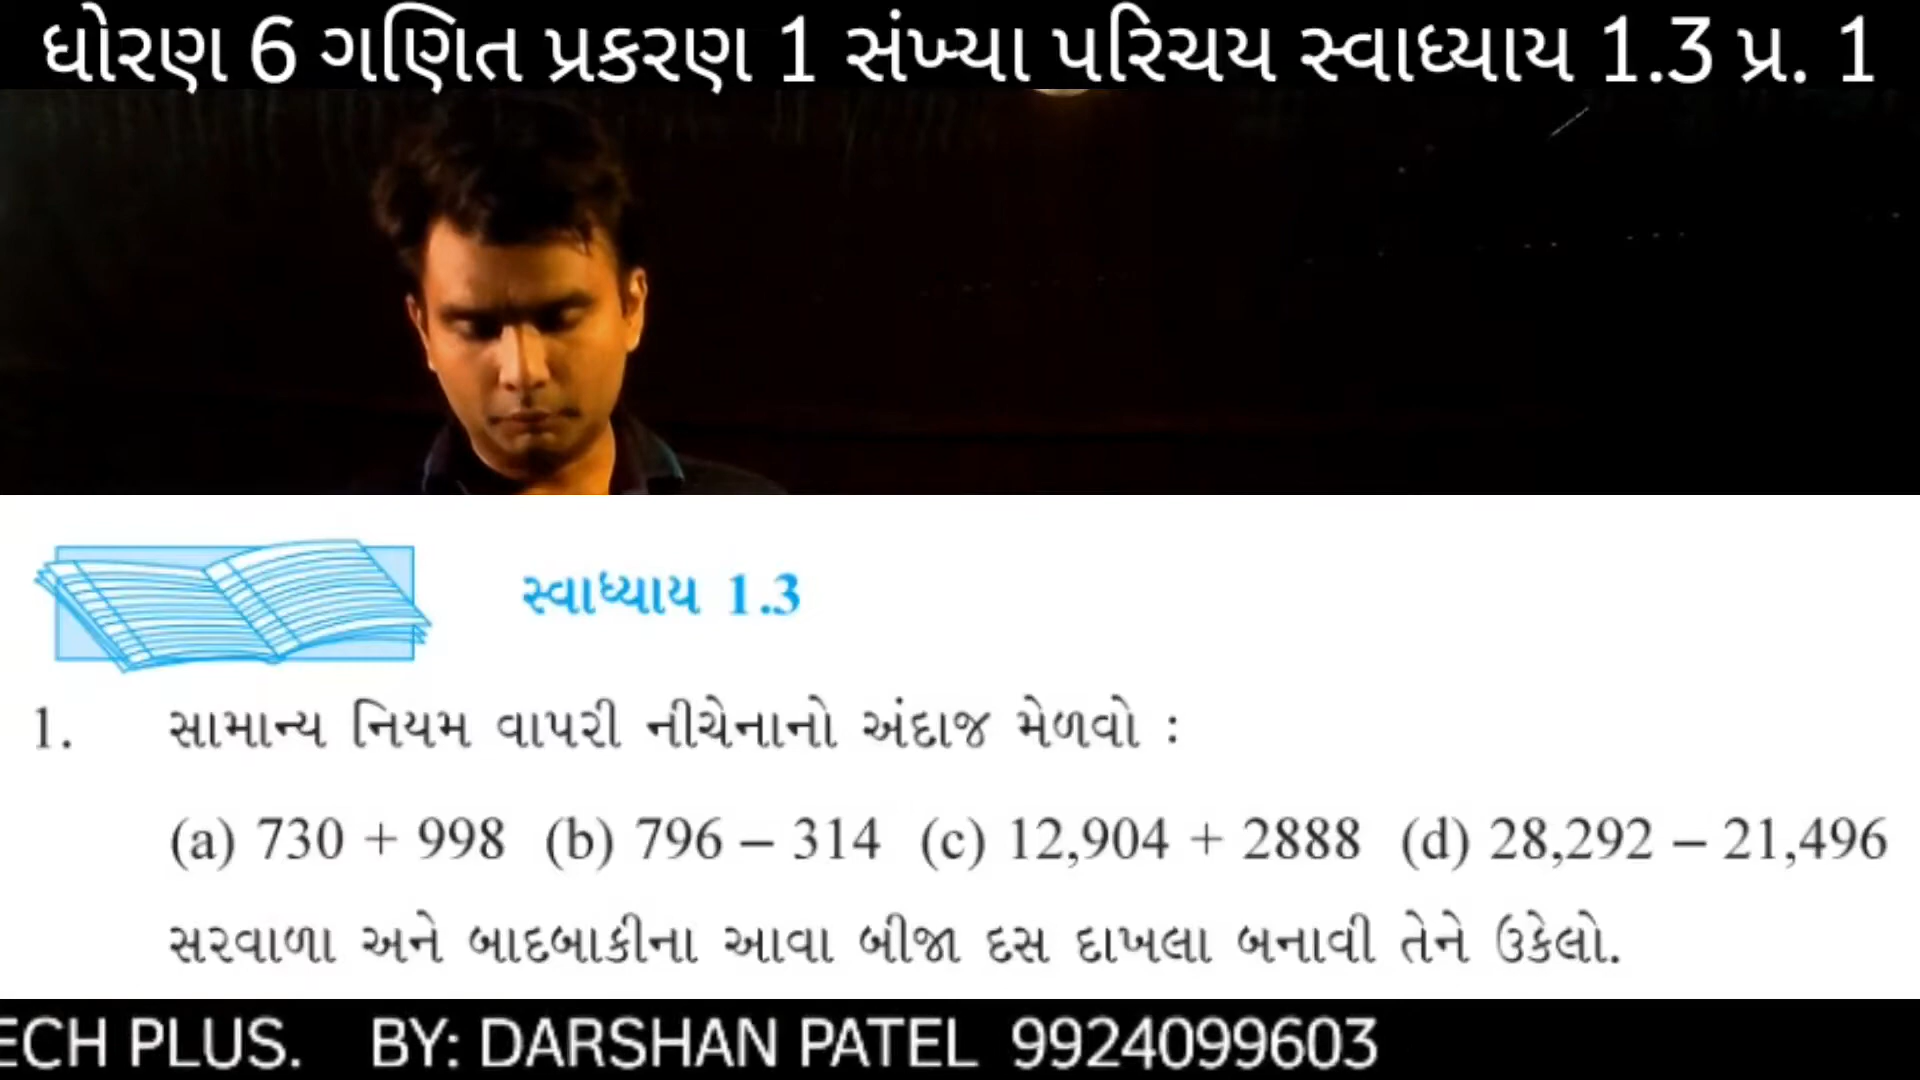 ધોરણ 6 ગણિત પ્રકરણ 1 સંખ્યા પરિચય સ્વાધ્યાય 1.3 પ્ર. 1
સ્વાધ્યાય 1.3
1. સામાન્ય નિયમ વાપરી નીચેનાનો અંદાજ મેળવો :
(a) 730 + 998 (b) 796 – 314 (c) 12,904 + 2888 (d) 28,292 – 21,496
સરવાળા અને બાદબાકીના આવા બીજા દસ દાખલા બનાવી તેને ઉકેલો.
ECH PLUS. BY: DARSHAN PATEL 9924099603